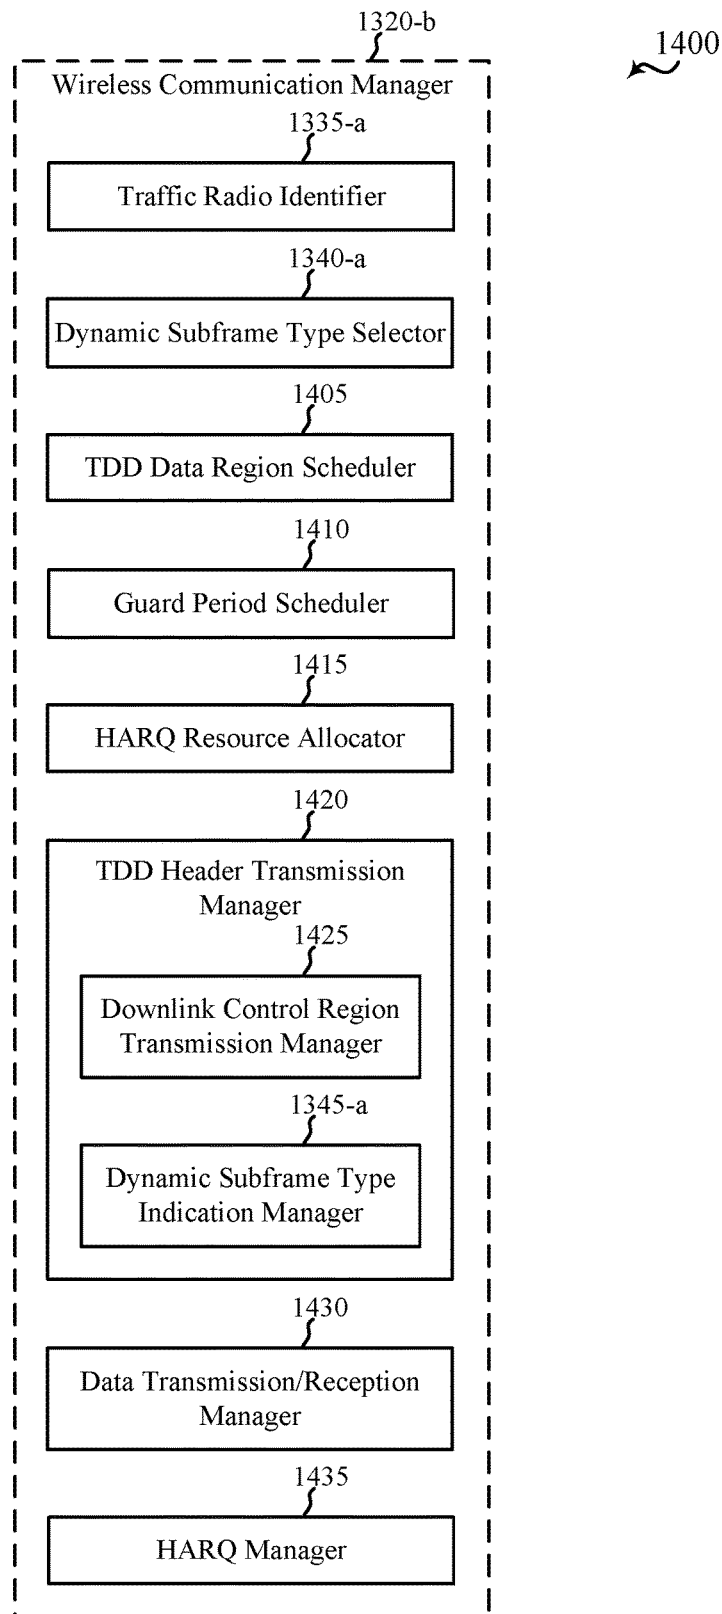 1320-b
1400
Wireless Communication Manager
1335-a
Traffic Radio Identifier
1340-a
Dynamic Subframe Type Selector
1405
TDD Data Region Scheduler
1410
Guard Period Scheduler
1415
HARQ Resource Allocator
1420
TDD Header Transmission
Manager
1425
Downlink Control Region
Transmission Manager
1345-a
Dynamic Subframe Type
Indication Manager
1430
Data Transmission/Reception
Manager
1435
HARQ Manager